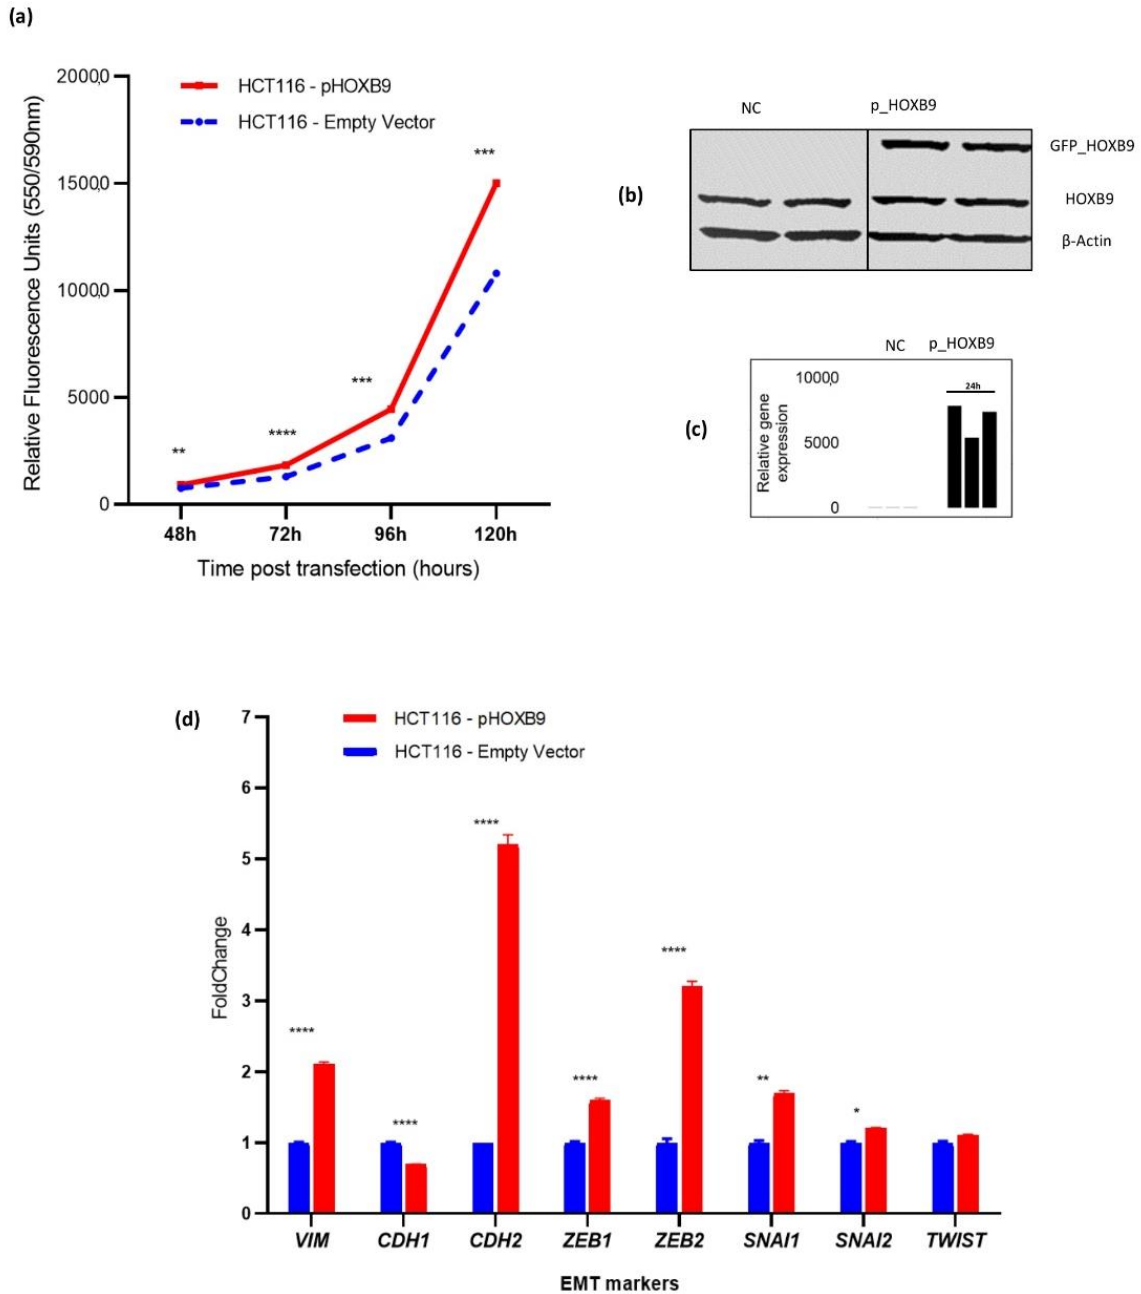 (a)
20000
15000
10000
5000
0
Relative Fluorescence Units (550/590nm)
HCT116 - pHOXB9
HCT116 - Empty Vector
**
****
***
***
48h 72h 96h 120h
Time post transfection (hours)
(b)
NC p_HOXB9
GFP_HOXB9
HOXB9
β-Actin
(c)
NC p_HOXB9
Relative gene
expression
10000
5000
0
24h
(d)
HCT116 - pHOXB9
HCT116 - Empty Vector
FoldChange
7
6
5
4
3
2
1
0
****
****
****
****
****
**
*
VIM CDH1 CDH2 ZEB1 ZEB2 SNAI1 SNAI2 TWIST
EMT markers